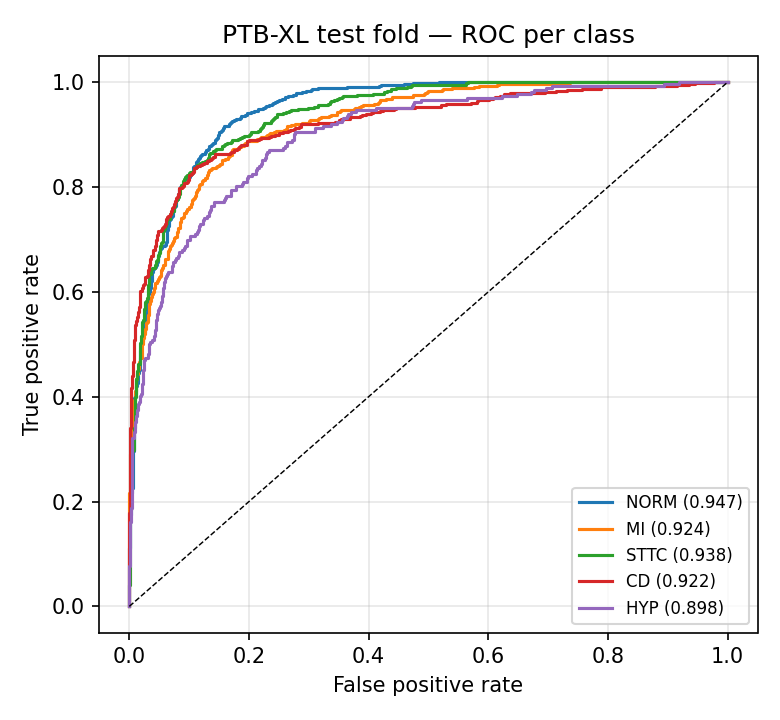 PTB-XL test fold — ROC per class
True positive rate
1.0
0.8
0.6
0.4
0.2
0.0
NORM (0.947)
MI (0.924)
STTC (0.938)
CD (0.922)
HYP (0.898)
0.0 0.2 0.4 0.6 0.8 1.0
False positive rate